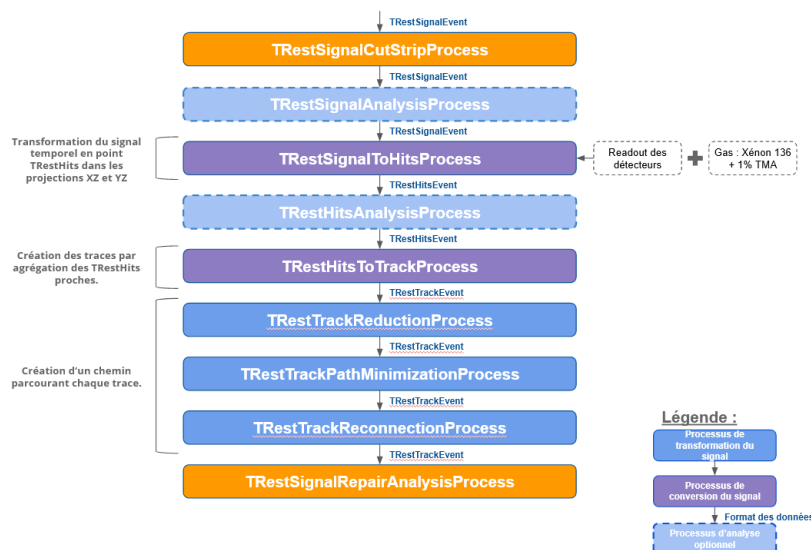 TRestSignalEvent
TRestSignalCutStripProcess
TRestSignalEvent
TRestSignalAnalysisProcess
TRestSignalEvent
Transformation du signal
temporel en point
TRestHits dans les
projections XZ et YZ
TRestSignalToHitsProcess
Readout des
détecteurs
Gas : Xénon 136
+ 1% TMA
TRestHitsEvent
TRestHitsAnalysisProcess
TRestHitsEvent
Création des traces par
agrégation des TRestHits
proches.
TRestHitsToTrackProcess
TRestTrackEvent
TRestTrackReductionProcess
TRestTrackEvent
Création d'un chemin
parcourant chaque trace.
TRestTrackPathMinimizationProcess
TRestTrackEvent
TRestTrackReconnectionProcess
TRestTrackEvent
TRestSignalRepairAnalysisProcess
Légende :
Processus de
transformation du
signal
Processus de
conversion du signal
Format des données
Processus d'analyse
optionnel